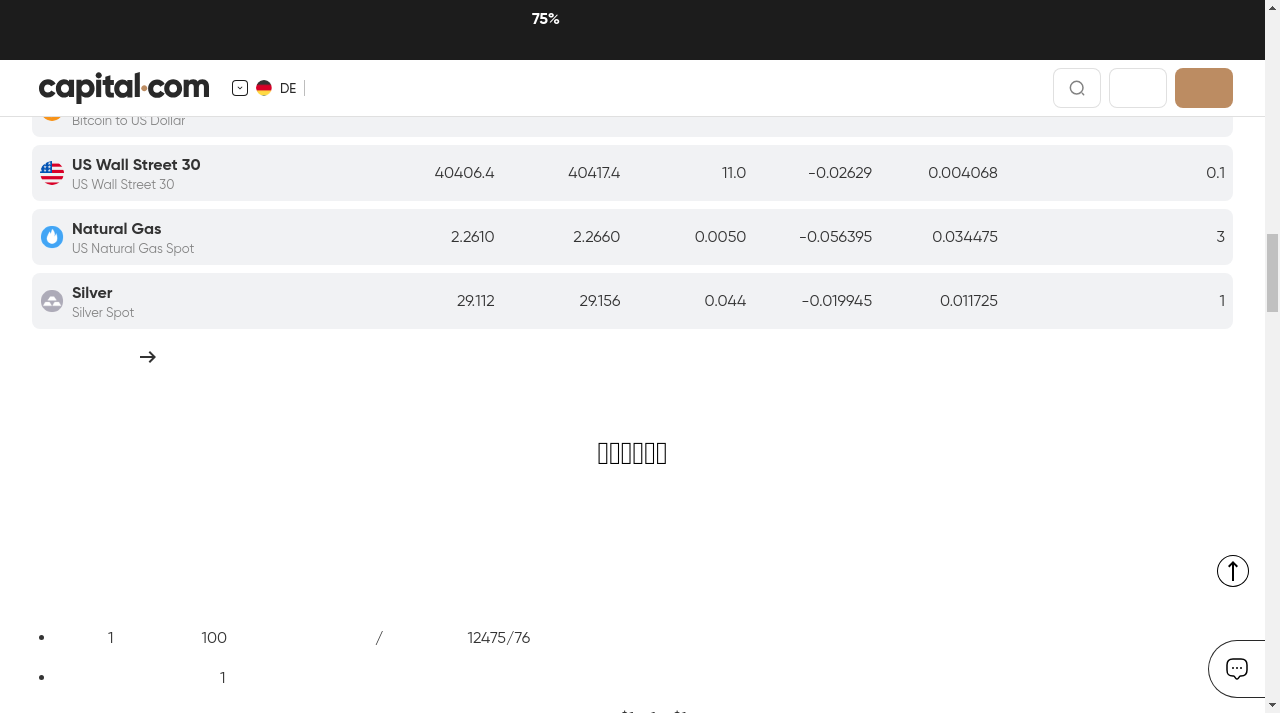 75%
capital.com
DE
Bitcoin to US Dollar
US Wall Street 30 40406.4 40417.4 11.0 -0.02629 0.004068 0.1
US Wall Street 30
Natural Gas 2.2610 2.2660 0.0050 -0.056395 0.034475 3
US Natural Gas Spot
Silver 29.112 29.156 0.044 -0.019945 0.011725 1
Silver Spot
1 100 / 12475/76
1